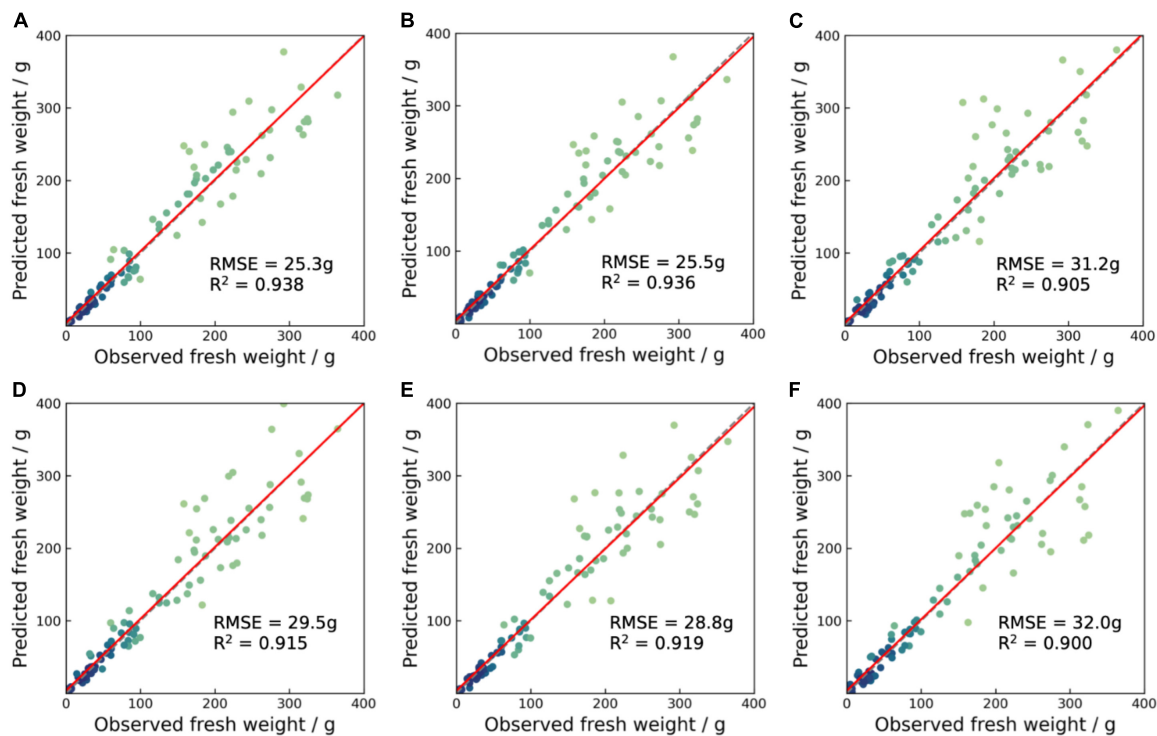 A
B
C
Predicted fresh weight / g
400
300
200
100
RMSE = 25.3g
R² = 0.938
0
100
200
300
400
Observed fresh weight / g
Predicted fresh weight / g
400
300
200
100
RMSE = 25.5g
R² = 0.936
0
100
200
300
400
Observed fresh weight / g
Predicted fresh weight / g
400
300
200
100
RMSE = 31.2g
R² = 0.905
0
100
200
300
400
Observed fresh weight / g
D
E
F
Predicted fresh weight / g
400
300
200
100
RMSE = 29.5g
R² = 0.915
0
100
200
300
400
Observed fresh weight / g
Predicted fresh weight / g
400
300
200
100
RMSE = 28.8g
R² = 0.919
0
100
200
300
400
Observed fresh weight / g
Predicted fresh weight / g
400
300
200
100
RMSE = 32.0g
R² = 0.900
0
100
200
300
400
Observed fresh weight / g